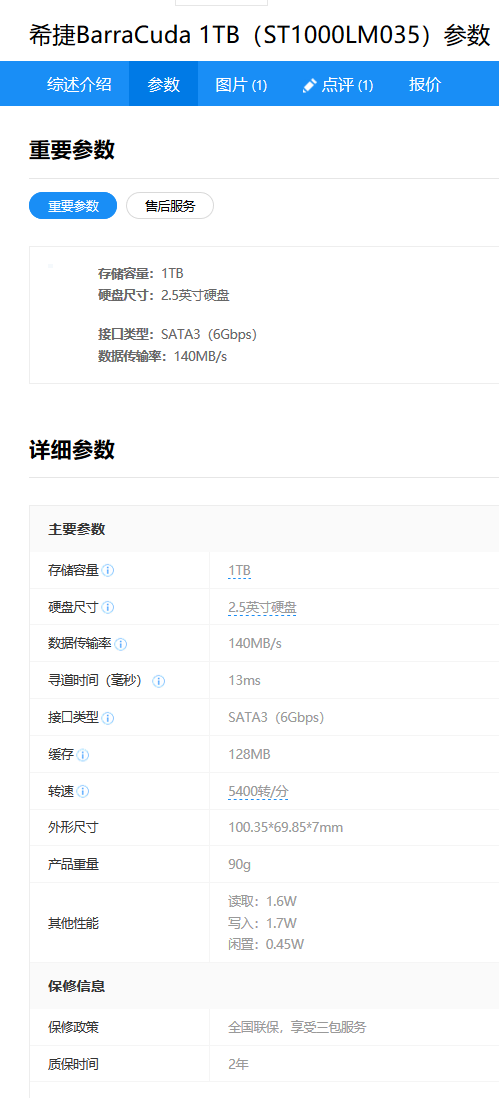 希捷BarraCuda 1TB（ST1000LM035）参数
综述介绍 参数 图片 (1) 点评 (1) 报价
重要参数
重要参数 售后服务
存储容量：1TB
硬盘尺寸：2.5英寸硬盘
接口类型：SATA3（6Gbps）
数据传输率：140MB/s
详细参数
主要参数
存储容量 1TB
硬盘尺寸 2.5英寸硬盘
数据传输率 140MB/s
寻道时间（毫秒） 13ms
接口类型 SATA3（6Gbps）
缓存 128MB
转速 5400转/分
外形尺寸 100.35*69.85*7mm
产品重量 90g
其他性能 读取：1.6W
写入：1.7W
闲置：0.45W
保修信息
保修政策 全国联保，享受三包服务
质保时间 2年